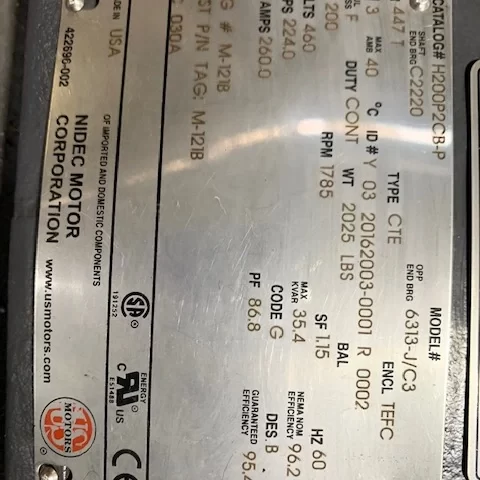 CATALOG# H200P2CB-P MODEL#
447 T TYPE CTE ENCL TEFC
SHAFT END BRG C2220 OPP END BRG 6313-J/C3
3 MAX AMB 40 °C ID# Y 03 20162003-0001 R 0002
F DUTY CONT WT 2025 LBS BAL
200 RPM 1785 SF 1.15 HZ 60
LTS 460 MAX KVAR 35.4 NEMA NOM EFFICIENCY 96.2
PS 224.0 CODE G DES. B
AMPS 260.0 PF 86.8 GUARANTEED EFFICIENCY 95.4
G # M-121B
ST P/N TAG: M-121B
030A
IN USA
OF IMPORTED AND DOMESTIC COMPONENTS
SA 191252
ENERGY
C UR US
E51488
CE
422696-002
NIDEC MOTOR
CORPORATION www.usmotors.com
US MOTORS